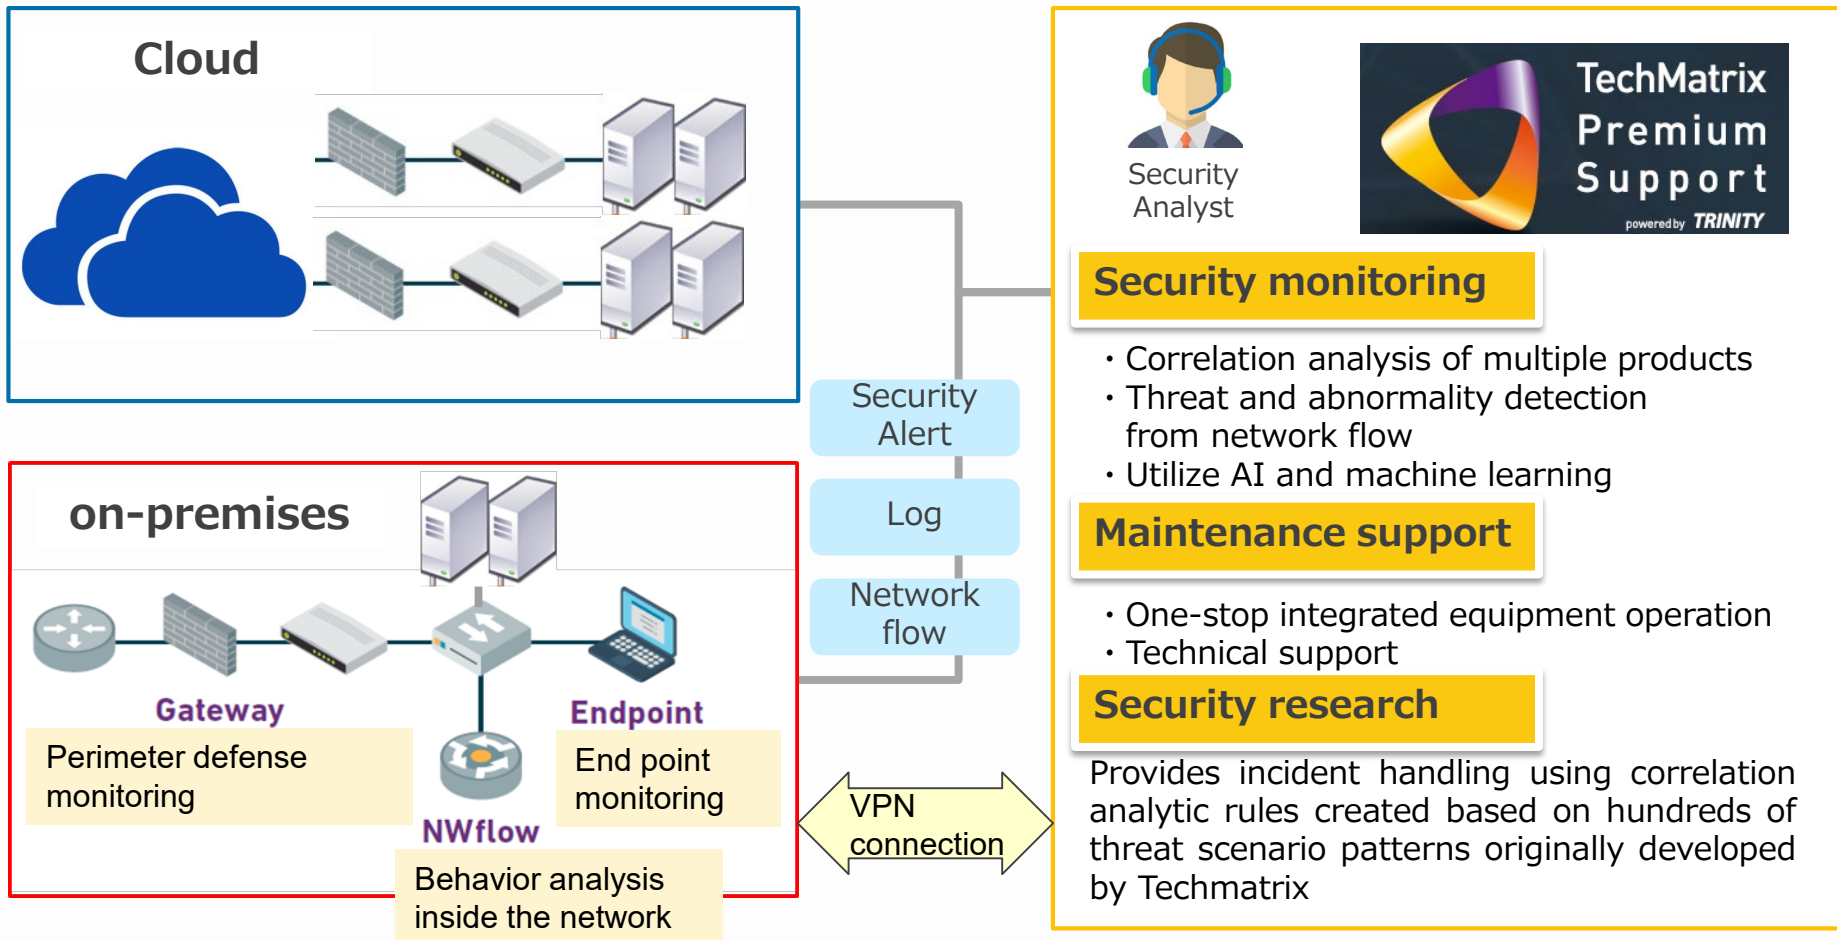 Cloud
on-premises
Gateway
Perimeter defense
monitoring
Endpoint
End point
monitoring
NWflow
Behavior analysis
inside the network
Security
Alert
Log
Network
flow
VPN
connection
Security
Analyst
TechMatrix
Premium
Support
powered by TRINITY
Security monitoring
・Correlation analysis of multiple products
・Threat and abnormality detection
from network flow
・Utilize AI and machine learning
Maintenance support
・One-stop integrated equipment operation
・Technical support
Security research
Provides incident handling using correlation
analytic rules created based on hundreds of
threat scenario patterns originally developed
by Techmatrix